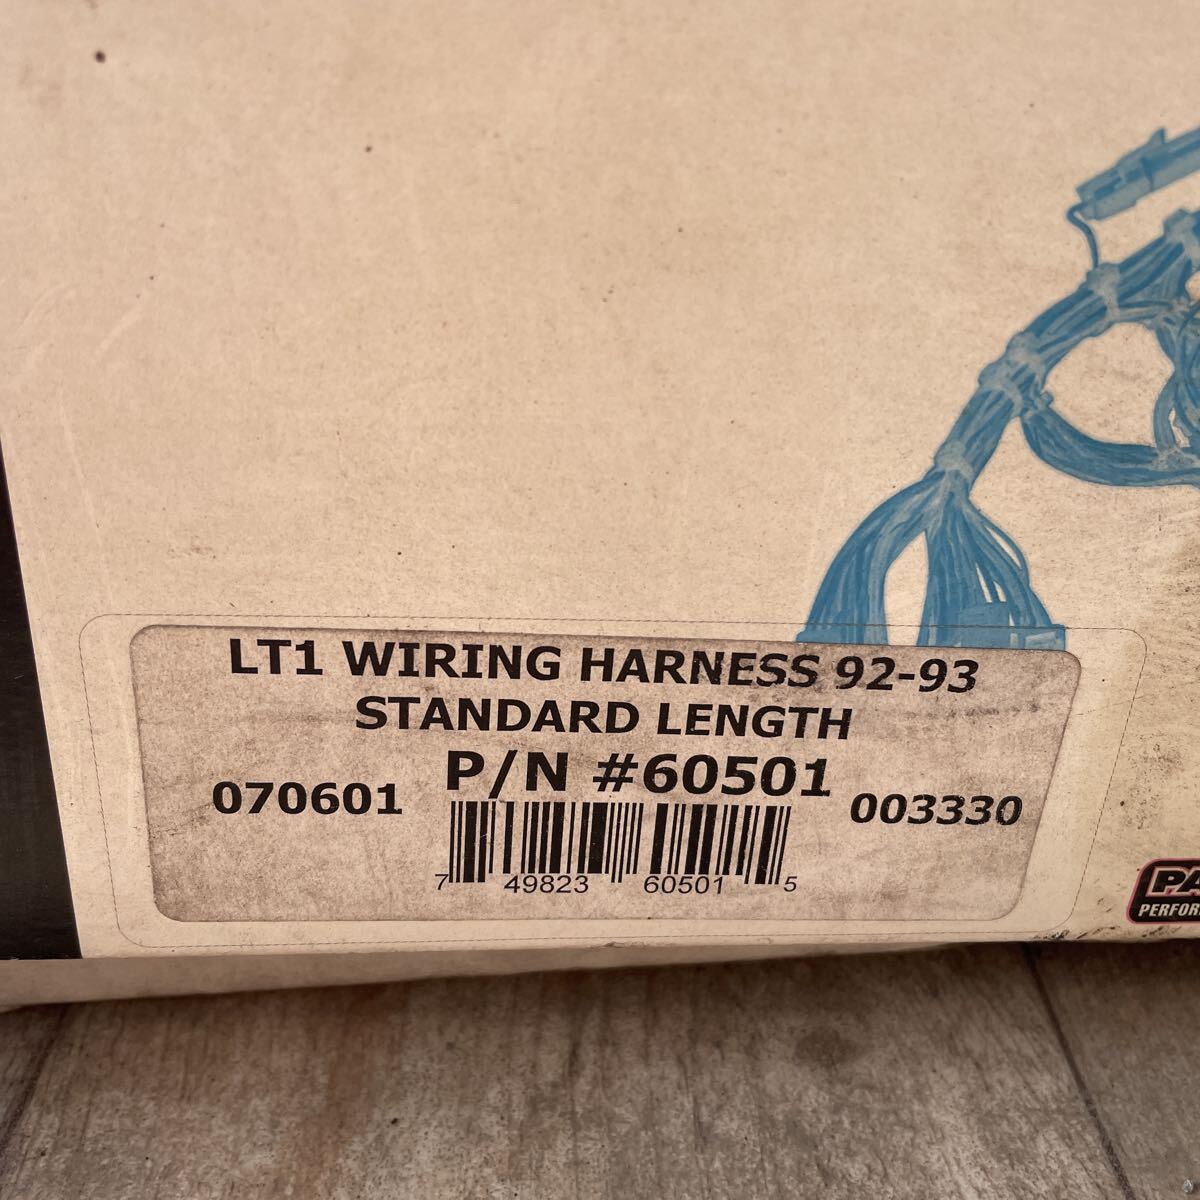 LT1 WIRING HARNESS 92-93
STANDARD LENGTH
P/N #60501
070601
003330
7 49823 60501 5